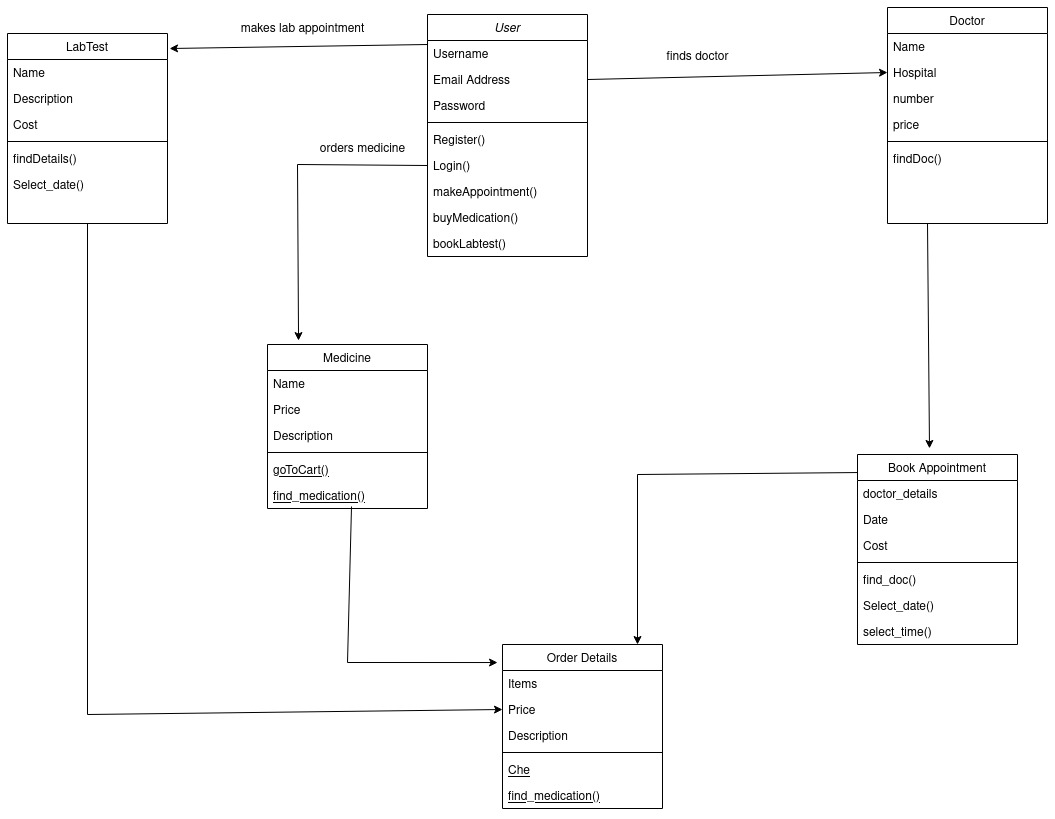 makes lab appointment
User
Username
Email Address
Password
Register()
Login()
makeAppointment()
buyMedication()
bookLabtest()
finds doctor
Doctor
Name
Hospital
number
price
findDoc()
LabTest
Name
Description
Cost
findDetails()
Select_date()
orders medicine
Medicine
Name
Price
Description
goToCart()
find_medication()
Book Appointment
doctor_details
Date
Cost
find_doc()
Select_date()
select_time()
Order Details
Items
Price
Description
Che
find_medication()